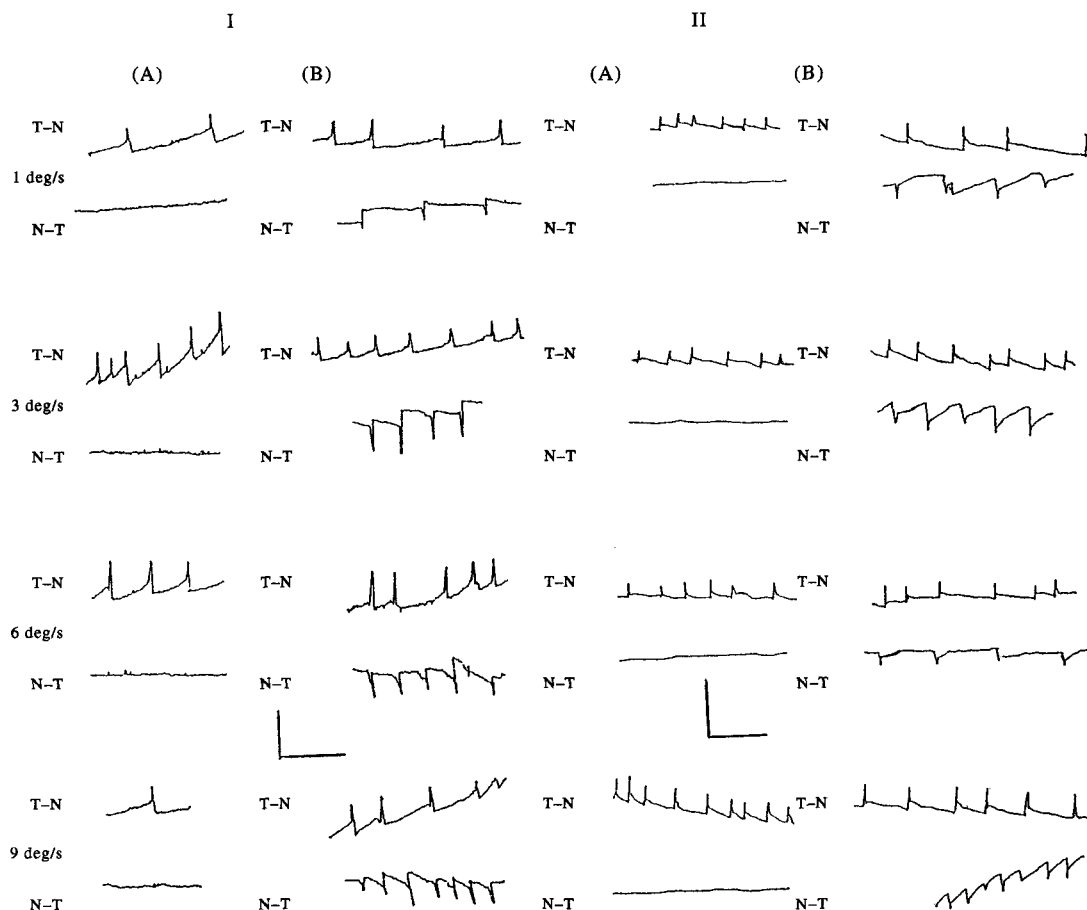 I II
(A) (B) (A) (B)
T–N T–N T–N T–N
1 deg/s
N–T N–T N–T N–T
T–N T–N T–N T–N
3 deg/s
N–T N–T N–T N–T
T–N T–N T–N T–N
6 deg/s
N–T N–T N–T N–T
T–N T–N T–N T–N
9 deg/s
N–T N–T N–T N–T